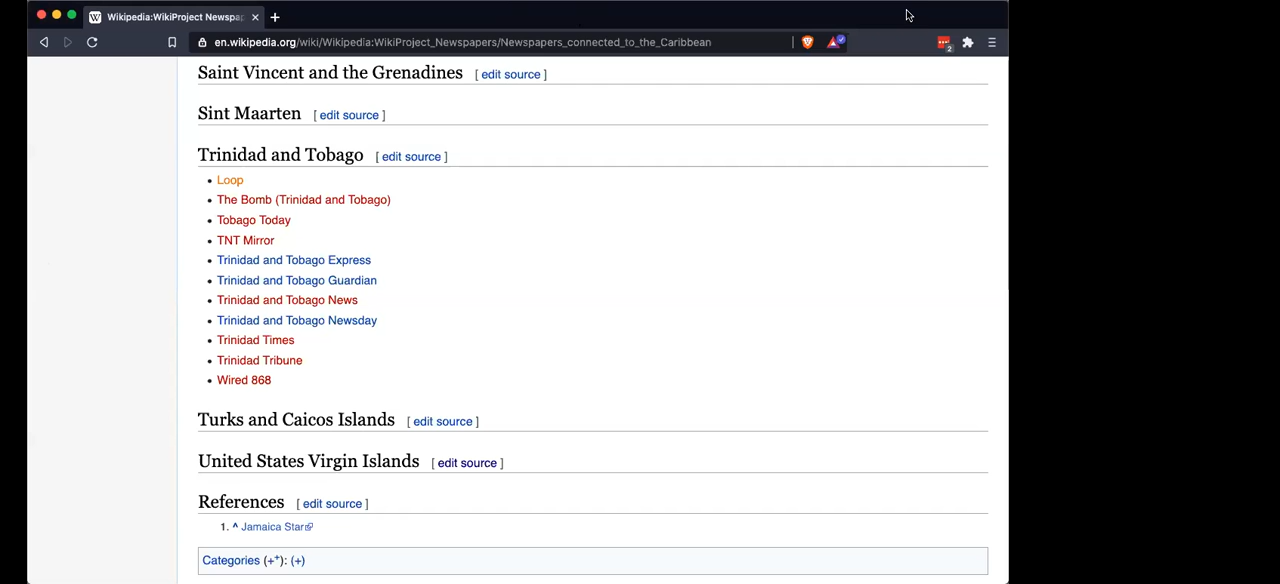 Wikipedia:WikiProject Newspa
en.wikipedia.org/wiki/Wikipedia:WikiProject_Newspapers/Newspapers_connected_to_the_Caribbean
2
Saint Vincent and the Grenadines [ edit source ]
Sint Maarten [ edit source ]
Trinidad and Tobago [ edit source ]
• Loop
• The Bomb (Trinidad and Tobago)
• Tobago Today
• TNT Mirror
• Trinidad and Tobago Express
• Trinidad and Tobago Guardian
• Trinidad and Tobago News
• Trinidad and Tobago Newsday
• Trinidad Times
• Trinidad Tribune
• Wired 868
Turks and Caicos Islands [ edit source ]
United States Virgin Islands [ edit source ]
References [ edit source ]
1. ^ Jamaica Star
Categories (++): (+)